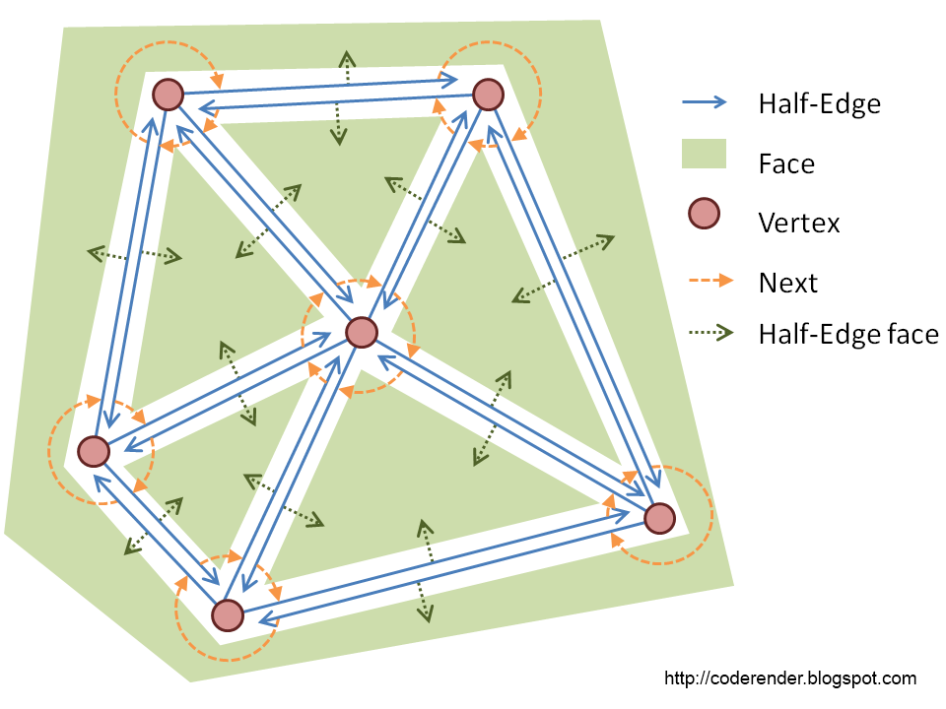 Half-Edge
Face
Vertex
Next
Half-Edge face
http://coderender.blogspot.com